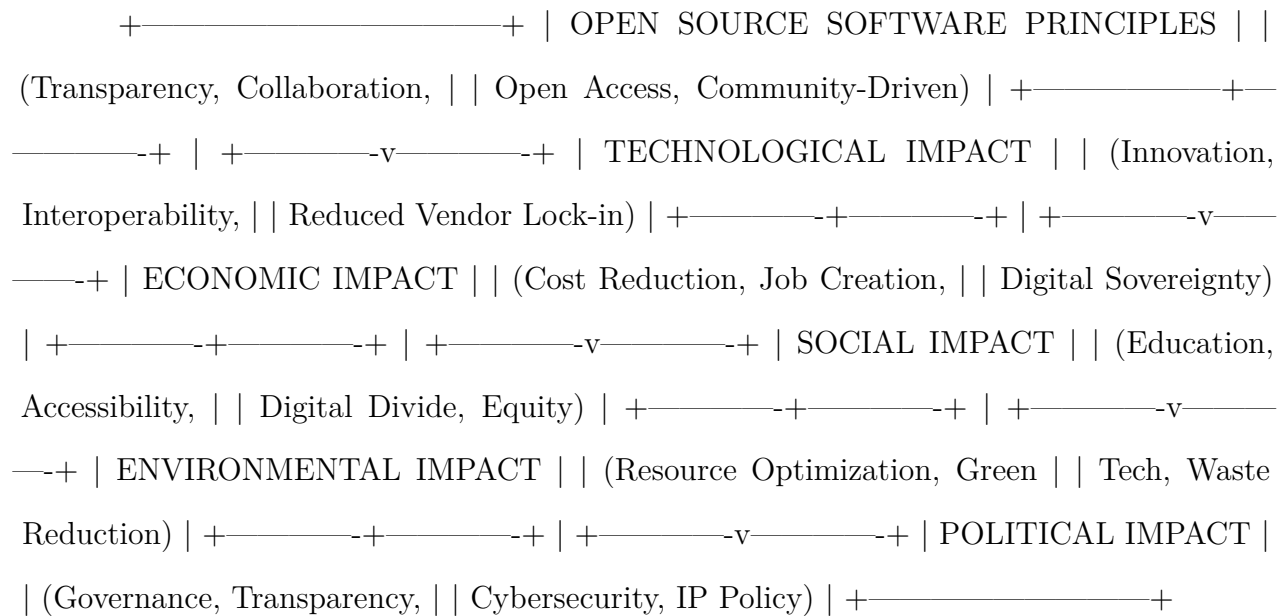 +————————————+ | OPEN SOURCE SOFTWARE PRINCIPLES | |
(Transparency, Collaboration, | | Open Access, Community-Driven) | +——————–+—
————-+ | +————-v————-+ | TECHNOLOGICAL IMPACT | | (Innovation,
Interoperability, | | Reduced Vendor Lock-in) | +————-+————-+ | +————-v——
——-+ | ECONOMIC IMPACT | | (Cost Reduction, Job Creation, | | Digital Sovereignty)
| +————-+————-+ | +————-v————-+ | SOCIAL IMPACT | | (Education,
Accessibility, | | Digital Divide, Equity) | +————-+————-+ | +————-v———
—-+ | ENVIRONMENTAL IMPACT | | (Resource Optimization, Green | | Tech, Waste
Reduction) | +————-+————-+ | +————-v————-+ | POLITICAL IMPACT |
| (Governance, Transparency, | | Cybersecurity, IP Policy) | +—————————+